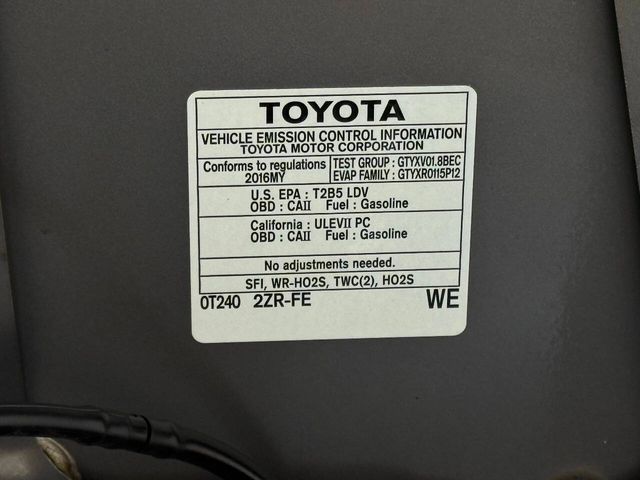 TOYOTA
VEHICLE EMISSION CONTROL INFORMATION
TOYOTA MOTOR CORPORATION
Conforms to regulations
2016MY
TEST GROUP : GTYXV01.8BEC
EVAP FAMILY : GTYXR0115P12
U.S. EPA : T2B5 LDV
OBD : CAII Fuel : Gasoline
California : ULEVII PC
OBD : CAII Fuel : Gasoline
No adjustments needed.
SFI, WR-HO2S, TWC(2), HO2S
0T240 2ZR-FE WE